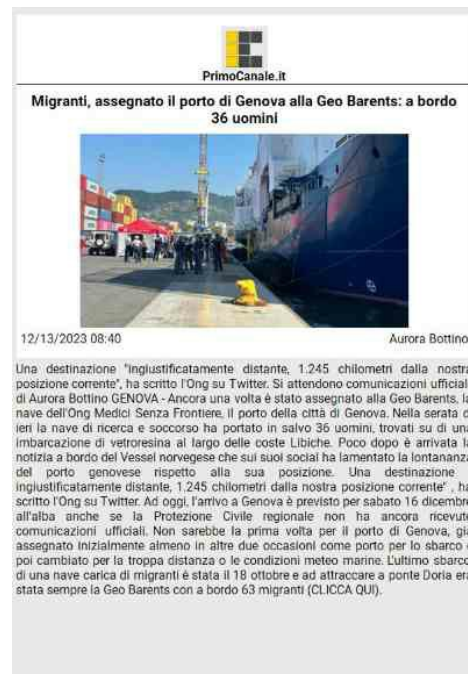 PrimoCanale.it
Migranti, assegnato il porto di Genova alla Geo Barents: a bordo
36 uomini
12/13/2023 08:40
Aurora Bottino
Una destinazione "ingiustificatamente distante, 1.245 chilometri dalla nostra
posizione corrente", ha scritto l'Ong su Twitter. Si attendono comunicazioni ufficiali
di Aurora Bottino GENOVA - Ancora una volta è stato assegnato alla Geo Barents, la
nave dell'Ong Medici Senza Frontiere, il porto della città di Genova. Nella serata di
ieri la nave di ricerca e soccorso ha portato in salvo 36 uomini, trovati su di una
imbarcazione di vetroresina al largo delle coste Libiche. Poco dopo è arrivata la
notizia a bordo del Vessel norvegese che sui suoi social ha lamentato la lontananza
del porto genovese rispetto alla sua posizione. Una destinazione
ingiustificatamente distante, 1.245 chilometri dalla nostra posizione corrente" , ha
scritto l'Ong su Twitter. Ad oggi, l'arrivo a Genova è previsto per sabato 16 dicembre
all'alba anche se la Protezione Civile regionale non ha ancora ricevuto
comunicazioni ufficiali. Non sarebbe la prima volta per il porto di Genova, già
assegnato inizialmente almeno in altre due occasioni come porto per lo sbarco e
poi cambiato per la troppa distanza o le condizioni meteo marine. L'ultimo sbarco
di una nave carica di migranti è stata il 18 ottobre e ad attraccare a ponte Doria era
stata sempre la Geo Barents con a bordo 63 migranti (CLICCA QUI).